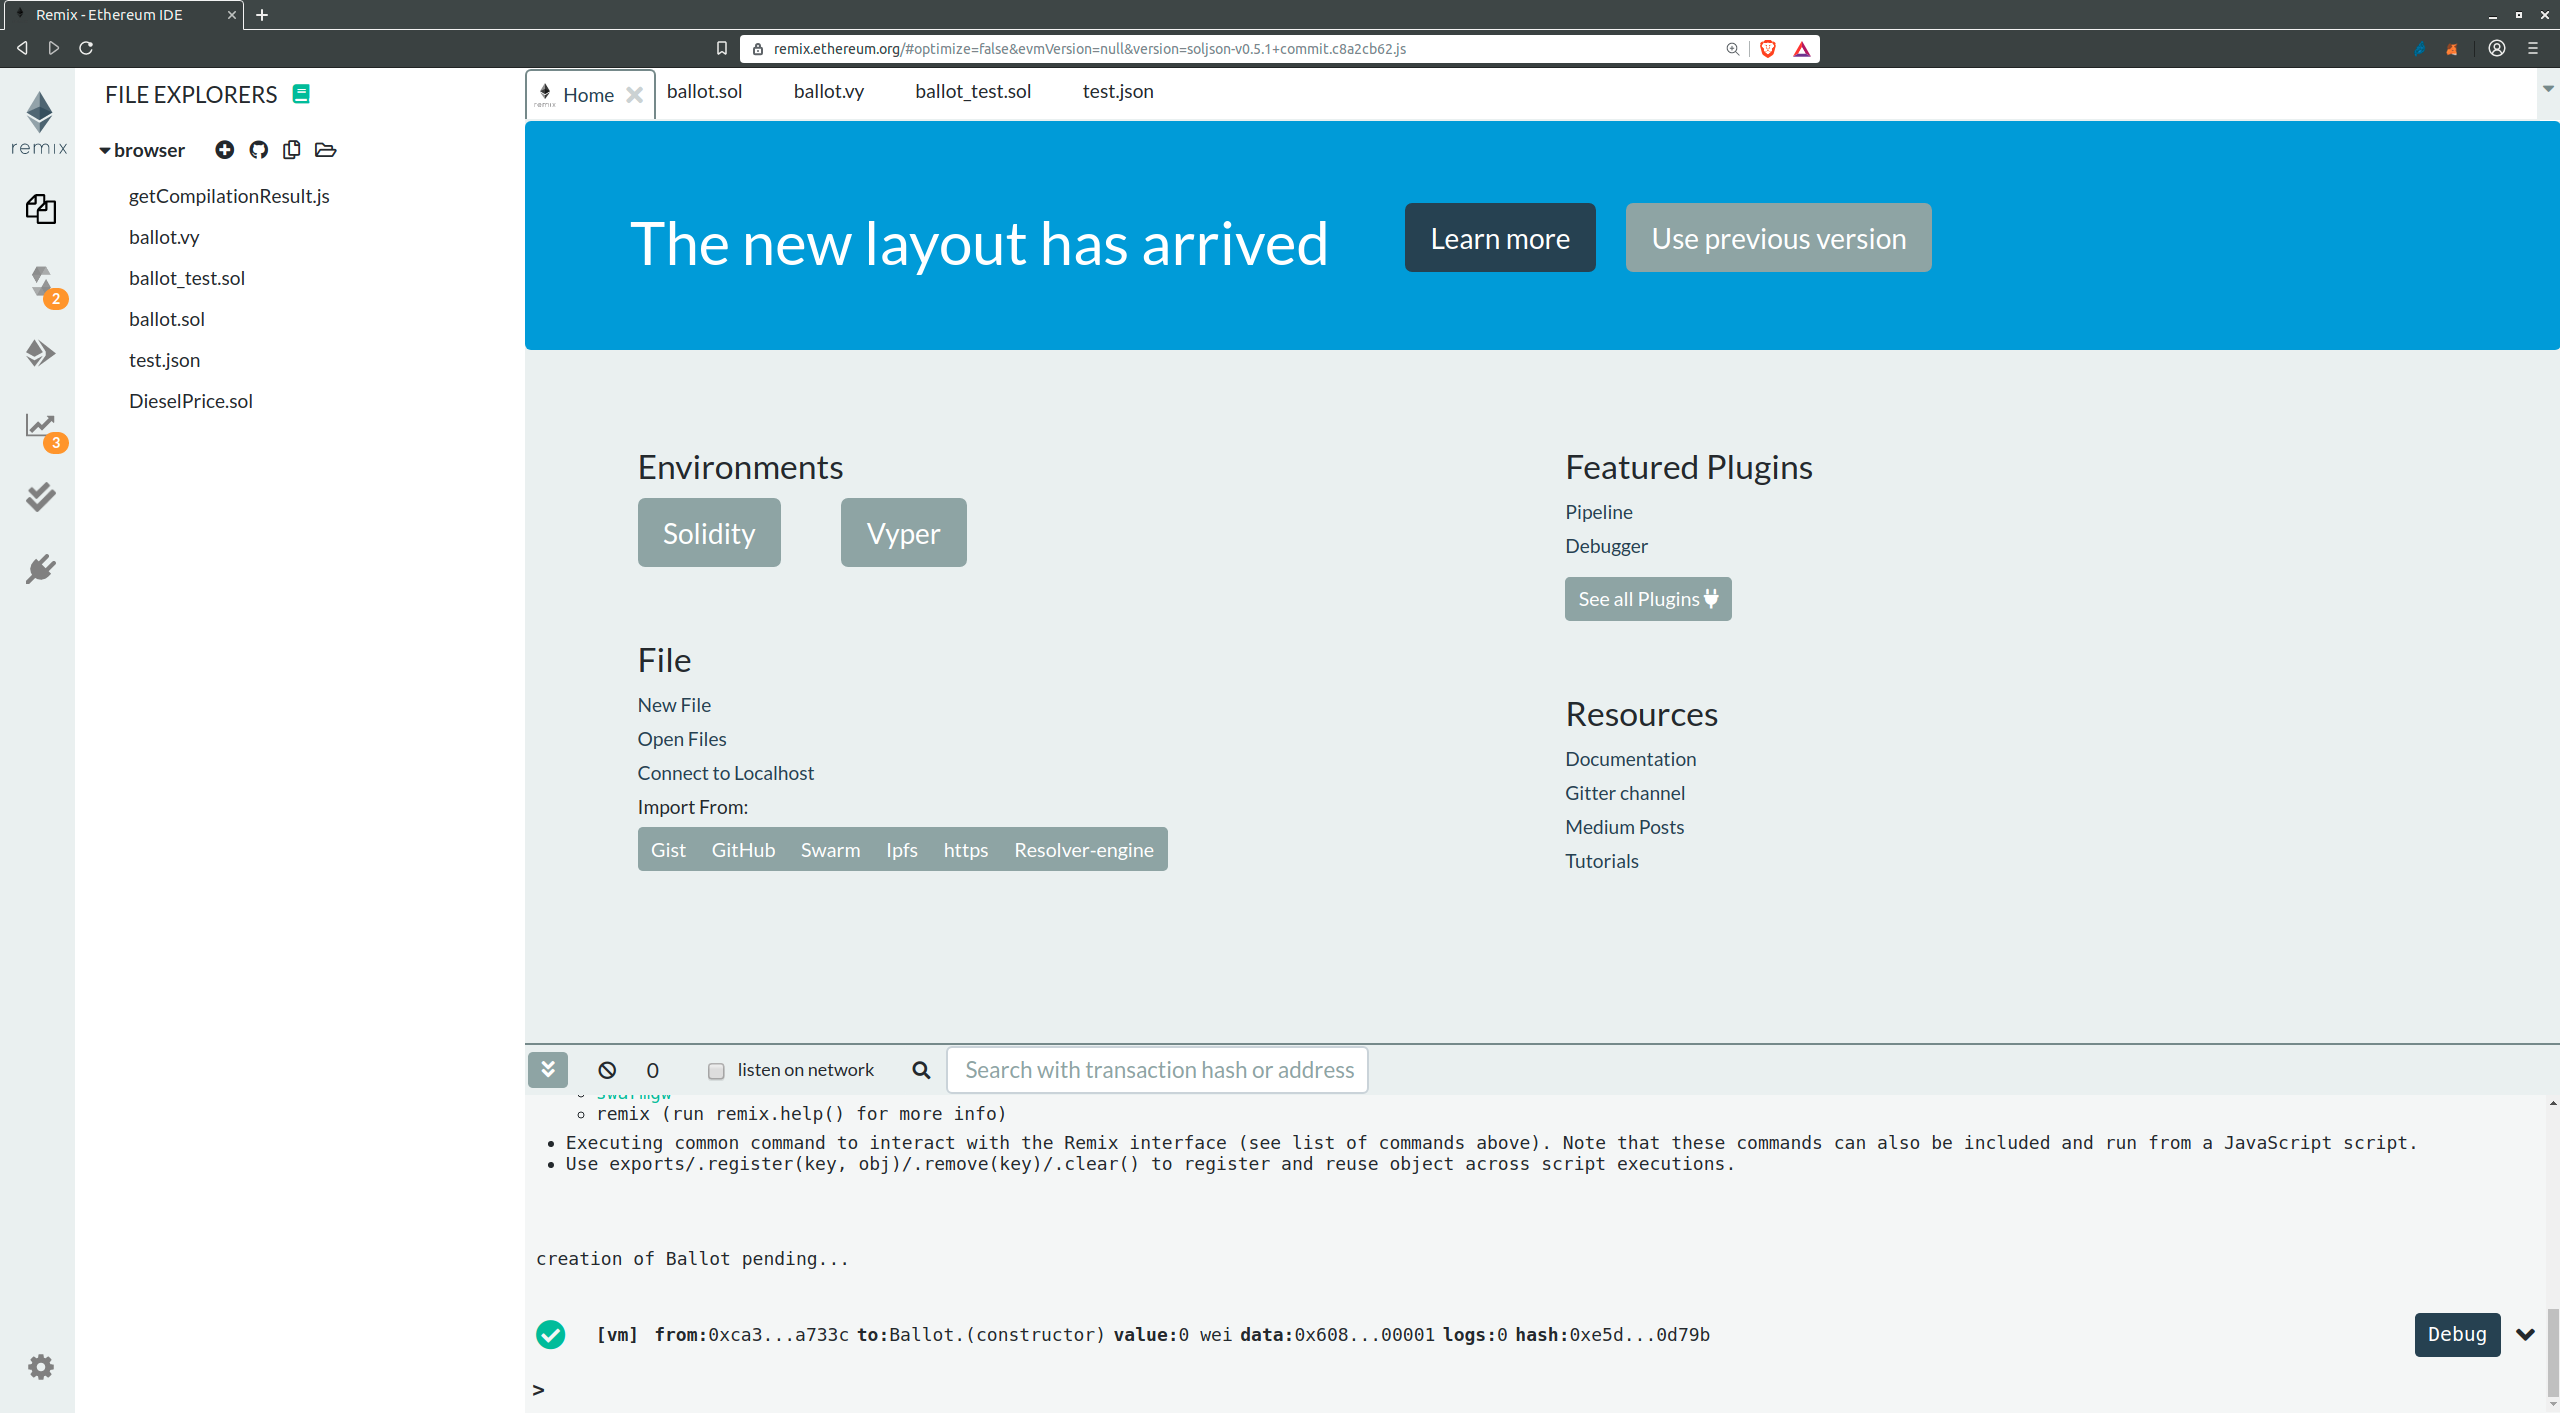 Remix - Ethereum IDE
remix.ethereum.org/#optimize=false&evmVersion=null&version=soljson-v0.5.1+commit.c8a2cb62.js
remix
2
3
FILE EXPLORERS
browser
getCompilationResult.js
ballot.vy
ballot_test.sol
ballot.sol
test.json
DieselPrice.sol
remix Home ballot.sol ballot.vy ballot_test.sol test.json
The new layout has arrived Learn more Use previous version
Environments
Solidity Vyper
File
New File
Open Files
Connect to Localhost
Import From:
Gist GitHub Swarm Ipfs https Resolver-engine
Featured Plugins
Pipeline
Debugger
See all Plugins
Resources
Documentation
Gitter channel
Medium Posts
Tutorials
0 listen on network Search with transaction hash or address
swarmgw
remix (run remix.help() for more info)
Executing common command to interact with the Remix interface (see list of commands above). Note that these commands can also be included and run from a JavaScript script.
Use exports/.register(key, obj)/.remove(key)/.clear() to register and reuse object across script executions.
creation of Ballot pending...
[vm] from:0xca3...a733c to:Ballot.(constructor) value:0 wei data:0x608...00001 logs:0 hash:0xe5d...0d79b Debug
>